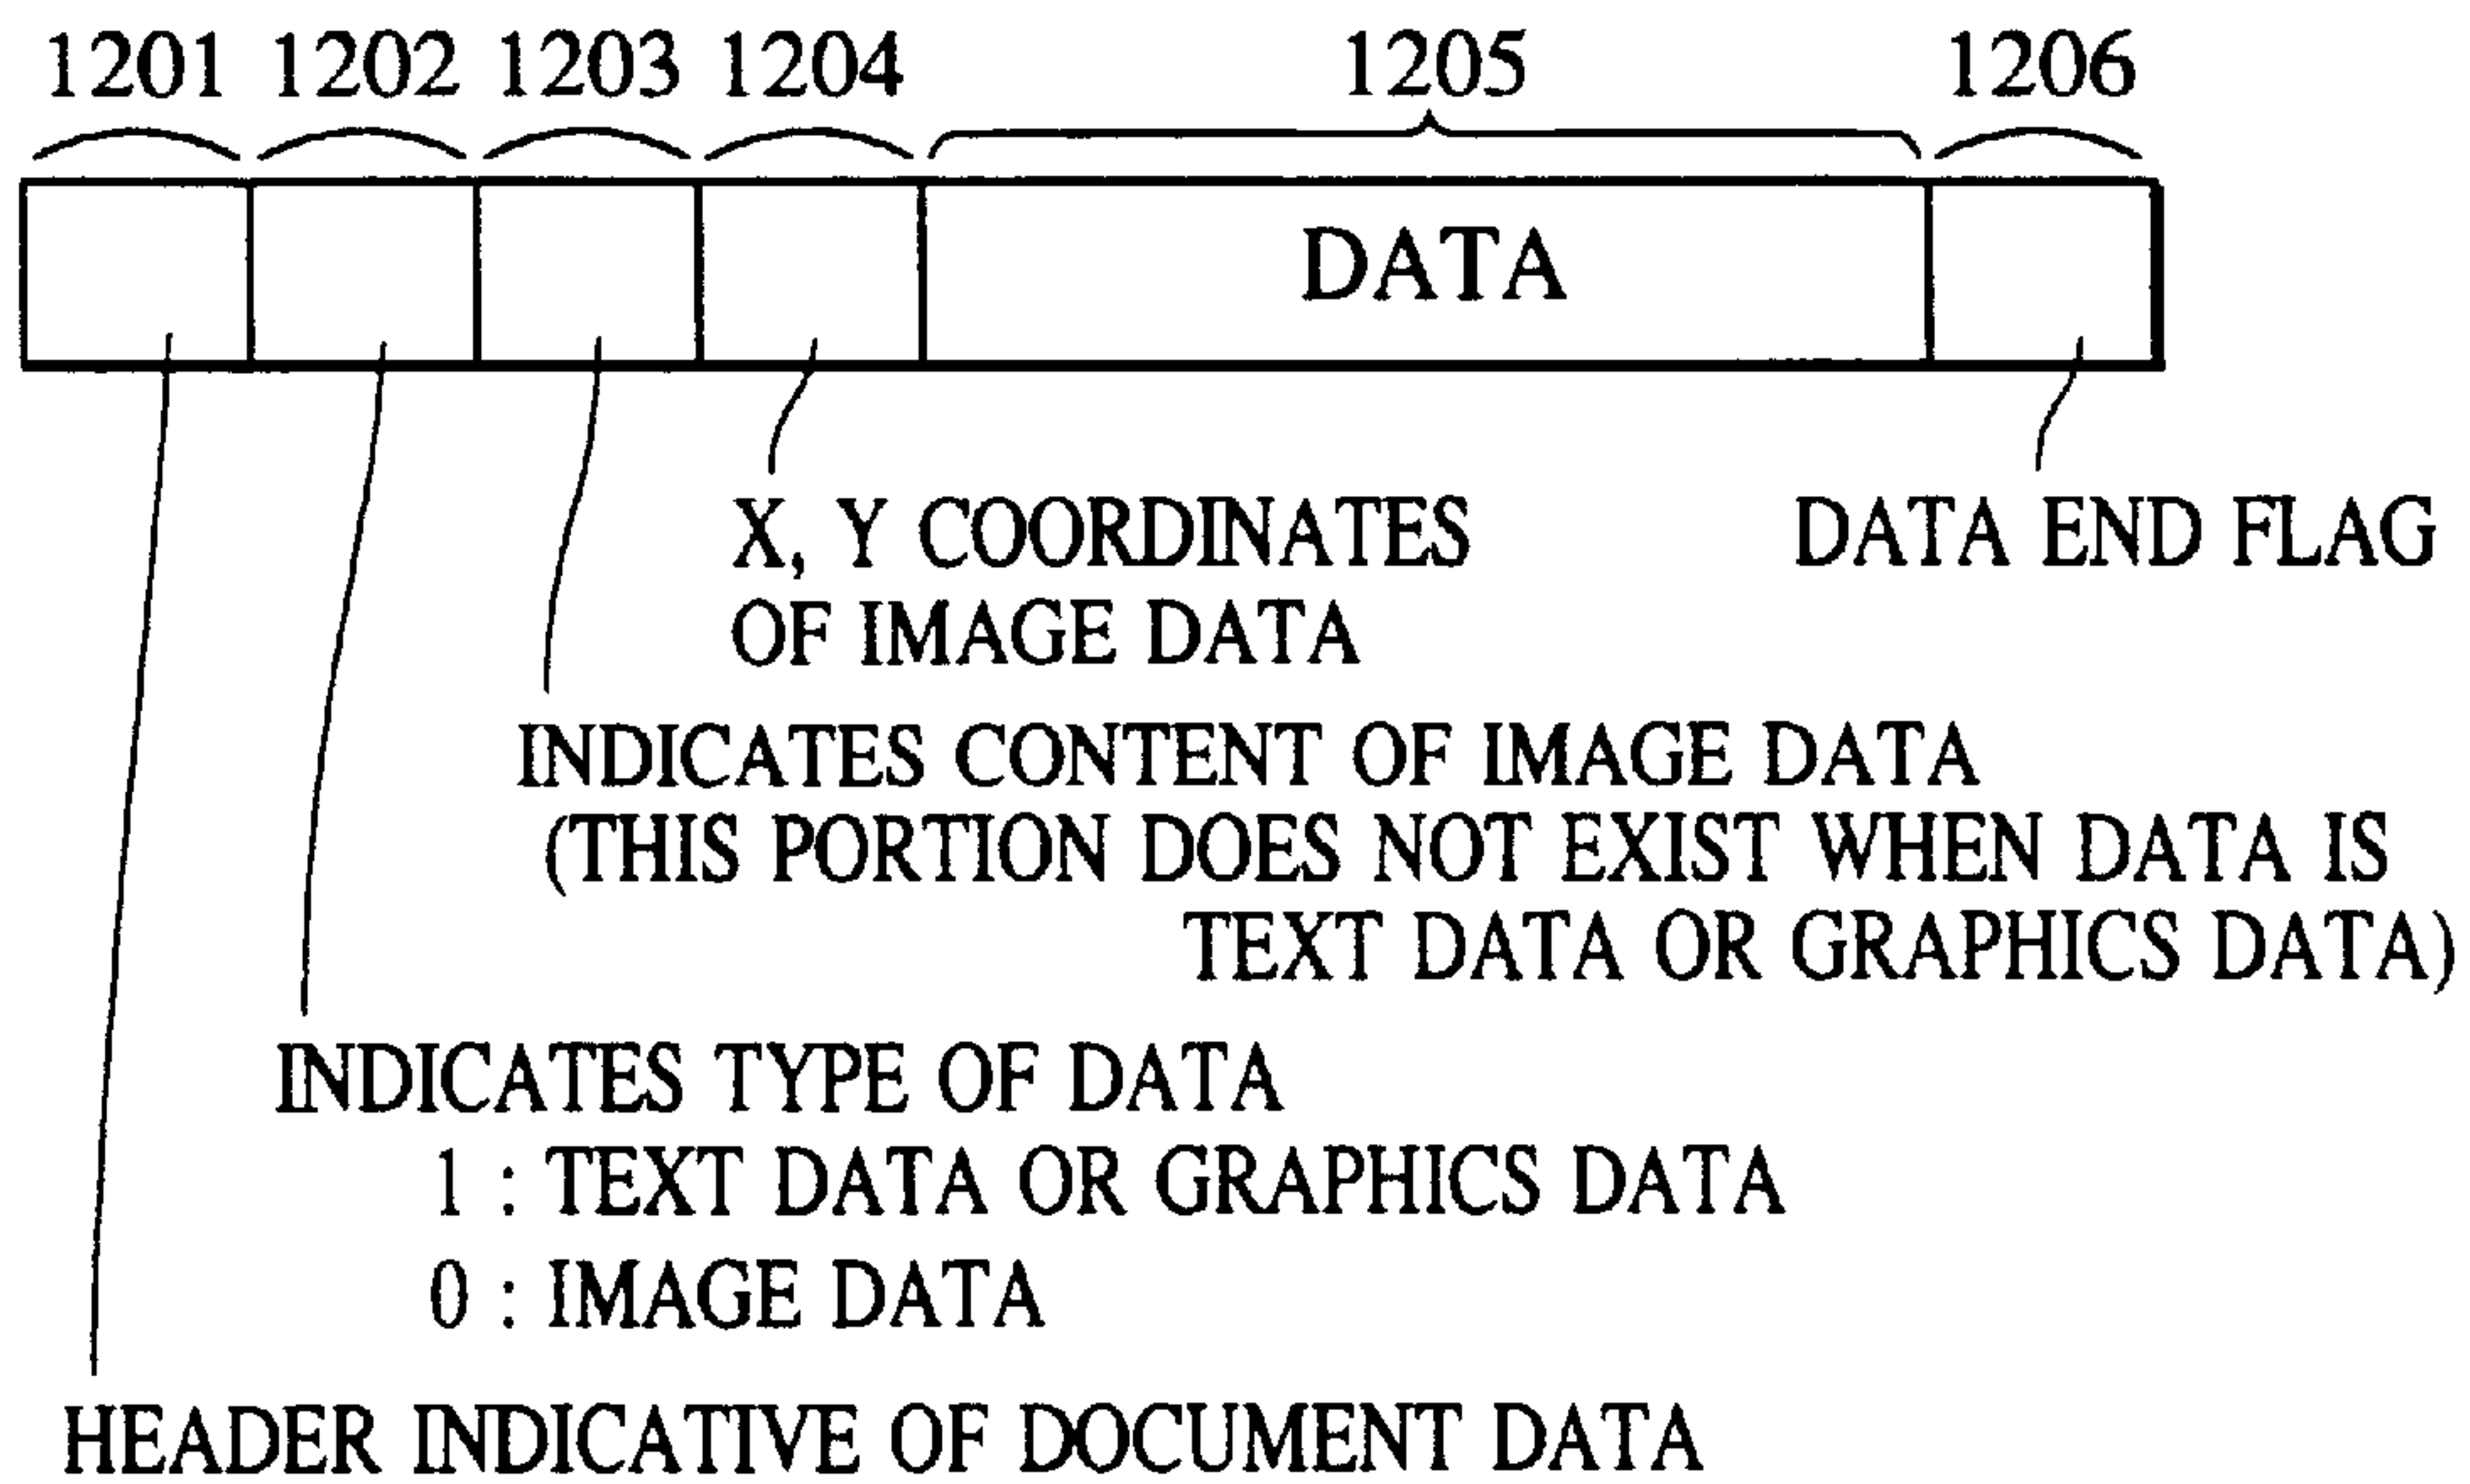 1201 1202 1203 1204 1205 1206
DATA
X, Y COORDINATES
OF IMAGE DATA
DATA END FLAG
INDICATES CONTENT OF IMAGE DATA
(THIS PORTION DOES NOT EXIST WHEN DATA IS
TEXT DATA OR GRAPHICS DATA)
INDICATES TYPE OF DATA
1 : TEXT DATA OR GRAPHICS DATA
0 : IMAGE DATA
HEADER INDICATIVE OF DOCUMENT DATA